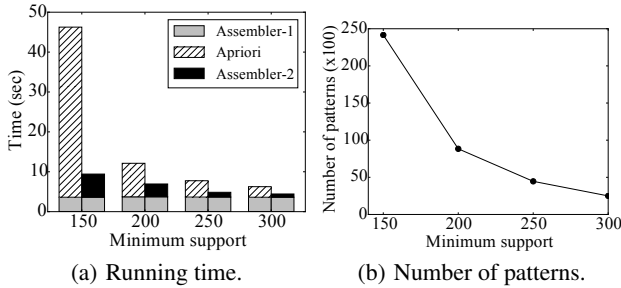 50
40
30
20
10
0
Time (sec)
Assembler-1
Apriori
Assembler-2
150 200 250 300
Minimum support
(a) Running time.
250
200
150
100
50
0
Number of patterns (x100)
150 200 250 300
Minimum support
(b) Number of patterns.